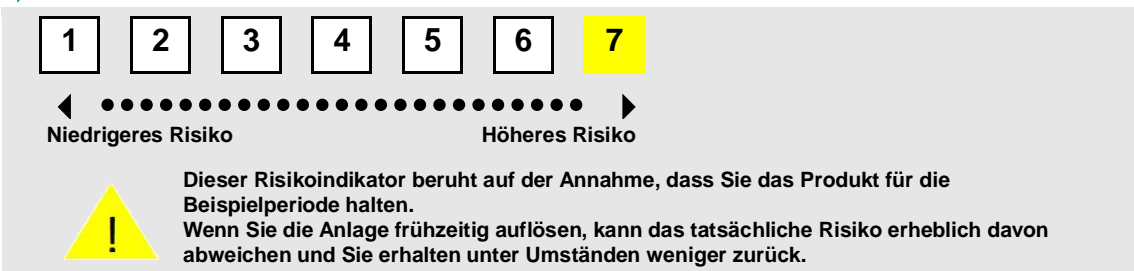 1 2 3 4 5 6 7
Niedrigeres Risiko Höheres Risiko
!
Dieser Risikoindikator beruht auf der Annahme, dass Sie das Produkt für die
Beispielperiode halten.
Wenn Sie die Anlage frühzeitig auflösen, kann das tatsächliche Risiko erheblich davon
abweichen und Sie erhalten unter Umständen weniger zurück.